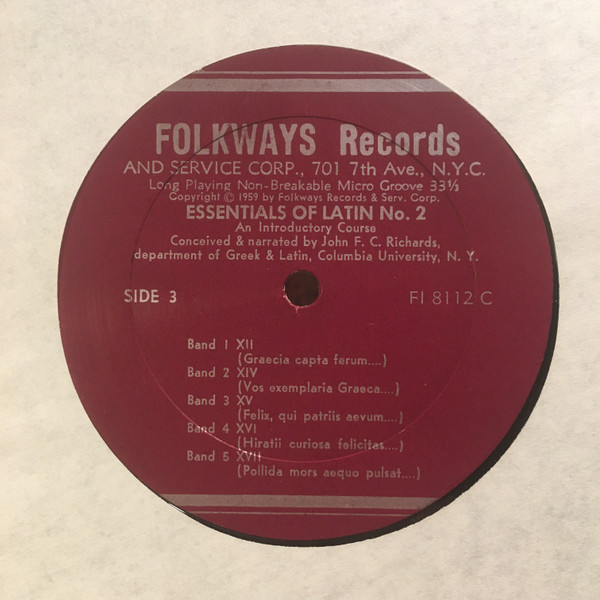 FOLKWAYS Records
AND SERVICE CORP., 701 7th Ave., N.Y.C.
Long Playing Non-Breakable Micro Groove 33⅓
Copyright © 1959 by Folkways Records & Serv. Corp.
ESSENTIALS OF LATIN No. 2
An Introductory Course
Conceived & narrated by John F. C. Richards,
department of Greek & Latin, Columbia University, N. Y.
SIDE 3
FI 8112 C
Band 1 XII
(Graecia capta ferum....)
Band 2 XIV
(Vos exemplaria Graeca....)
Band 3 XV
(Felix, qui patriis aevum....)
Band 4 XVI
(Hiratii curiosa felicitas....)
Band 5 XVII
(Pollida mors aequo pulsat....)